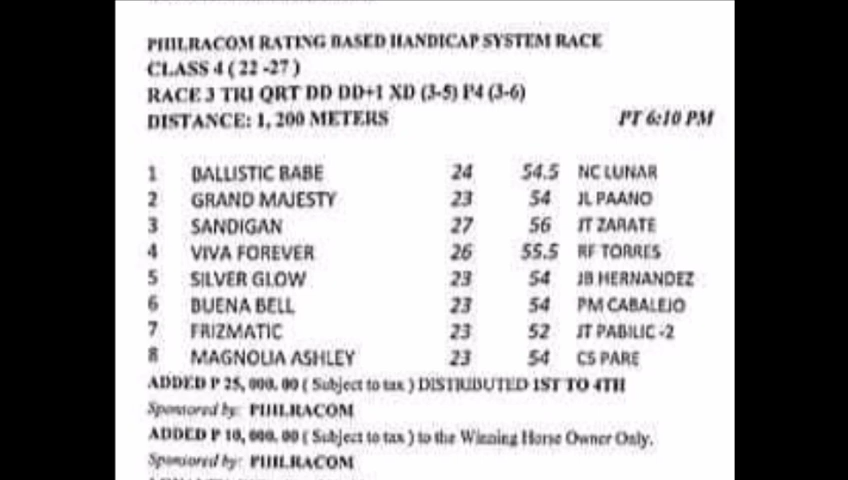 PHILRACOM RATING BASED HANDICAP SYSTEM RACE
CLASS 4 ( 22 -27 )
RACE 3 TRI QRT DD DD+1 XD (3-5) P4 (3-6)
DISTANCE: 1, 200 METERS PT 6:10 PM
1 BALLISTIC BABE 24 54.5 NC LUNAR
2 GRAND MAJESTY 23 54 JL PAANO
3 SANDIGAN 27 56 JT ZARATE
4 VIVA FOREVER 26 55.5 RF TORRES
5 SILVER GLOW 23 54 JB HERNANDEZ
6 BUENA BELL 23 54 PM CABALEJO
7 FRIZMATIC 23 52 JT PABILIC -2
8 MAGNOLIA ASHLEY 23 54 CS PARE
ADDED P 25, 000. 00 ( Subject to tax ) DISTRIBUTED 1ST TO 4TH
Sponsored by: PHILRACOM
ADDED P 10, 000. 00 ( Subject to tax ) to the Winning Horse Owner Only.
Sponsored by: PHILRACOM